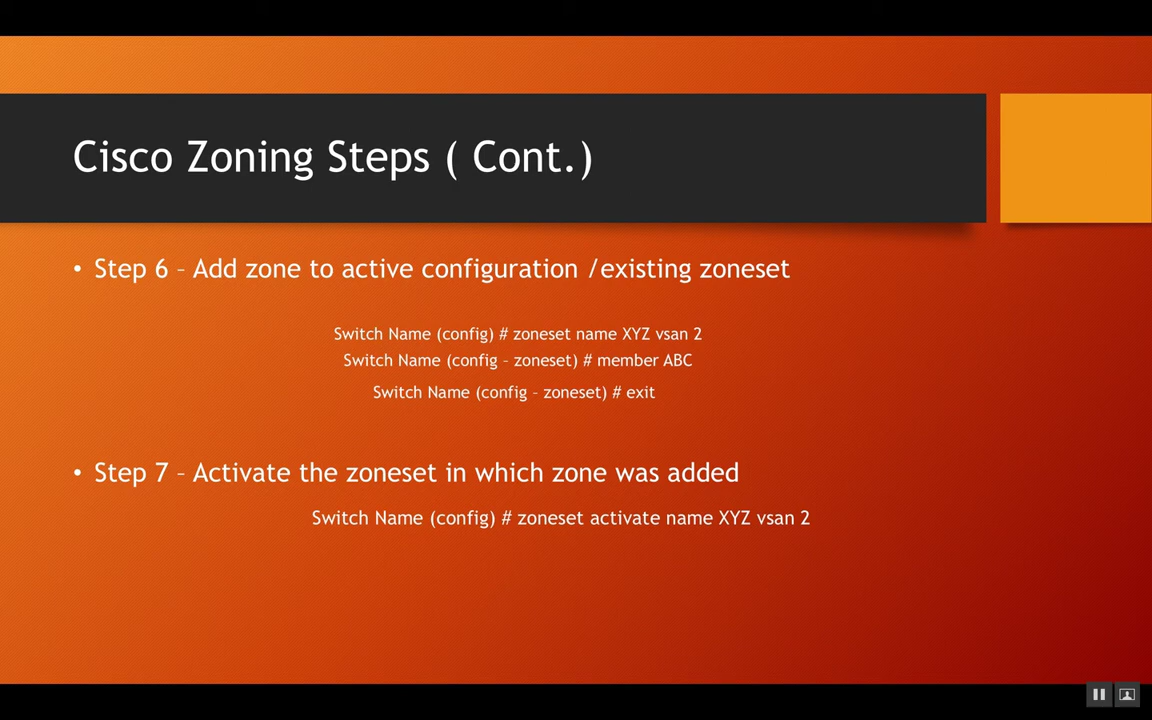 Cisco Zoning Steps ( Cont.)
• Step 6 – Add zone to active configuration /existing zoneset
Switch Name (config) # zoneset name XYZ vsan 2
Switch Name (config – zoneset) # member ABC
Switch Name (config – zoneset) # exit
• Step 7 – Activate the zoneset in which zone was added
Switch Name (config) # zoneset activate name XYZ vsan 2